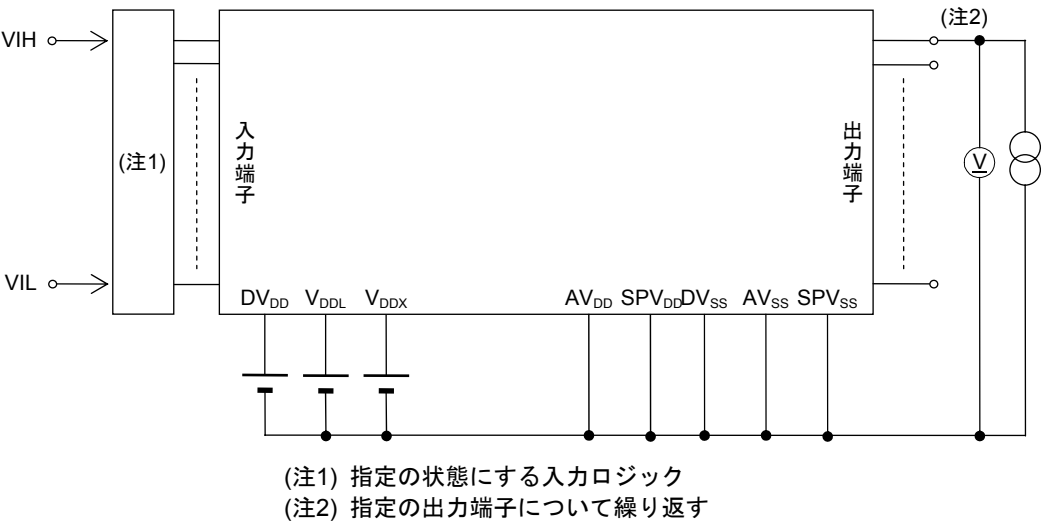 (注2)
VIH
(注1)
入力端子
出力端子
V
VIL
DVDD VDDL VDDX AVDD SPVDD DVSS AVSS SPVSS
(注1) 指定の状態にする入力ロジック
(注2) 指定の出力端子について繰り返す